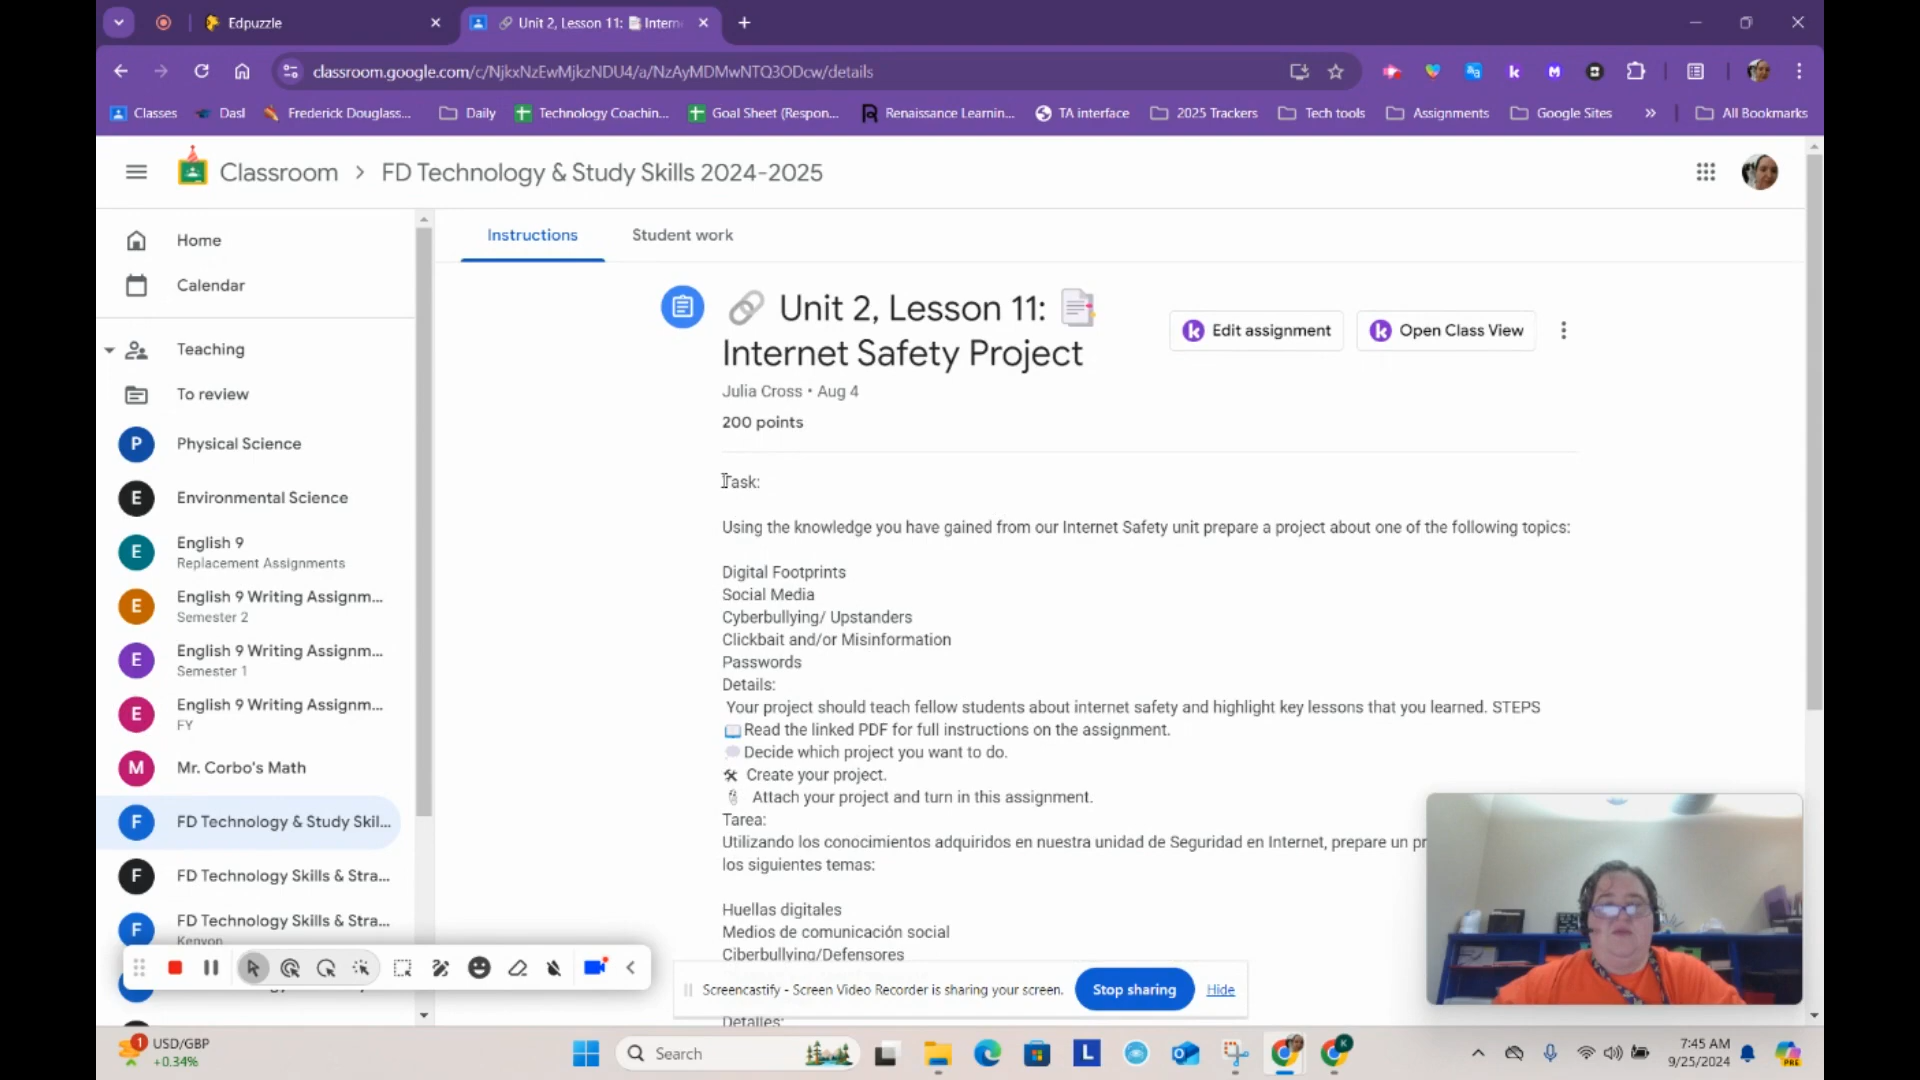 Edpuzzle
Unit 2, Lesson 11: Intern
classroom.google.com/c/NjkxNzEwMjkzNDU4/a/NzAyMDMwNTQ3ODcw/details
Classes
Dasl
Frederick Douglass...
Daily
Technology Coachin...
Goal Sheet (Respon...
Renaissance Learnin...
TA interface
2025 Trackers
Tech tools
Assignments
Google Sites
»
All Bookmarks
Classroom > FD Technology & Study Skills 2024-2025
Home
Calendar
Teaching
To review
P Physical Science
E Environmental Science
E English 9
Replacement Assignments
E English 9 Writing Assignm...
Semester 2
E English 9 Writing Assignm...
Semester 1
E English 9 Writing Assignm...
FY
M Mr. Corbo's Math
F FD Technology & Study Skil...
F FD Technology Skills & Stra...
F FD Technology Skills & Stra...
Kenyon
Instructions
Student work
Unit 2, Lesson 11:
Internet Safety Project
Julia Cross • Aug 4
200 points
Edit assignment
Open Class View
Task:
Using the knowledge you have gained from our Internet Safety unit prepare a project about one of the following topics:
Digital Footprints
Social Media
Cyberbullying/ Upstanders
Clickbait and/or Misinformation
Passwords
Details:
Your project should teach fellow students about internet safety and highlight key lessons that you learned. STEPS
Read the linked PDF for full instructions on the assignment.
Decide which project you want to do.
Create your project.
Attach your project and turn in this assignment.
Tarea:
Utilizando los conocimientos adquiridos en nuestra unidad de Seguridad en Internet, prepare un pr
los siguientes temas:
Huellas digitales
Medios de comunicación social
Ciberbullying/Defensores
Detalles:
Screencastify - Screen Video Recorder is sharing your screen.
Stop sharing
Hide
1
USD/GBP
+0.34%
Search
L
K
7:45 AM
9/25/2024
PRE